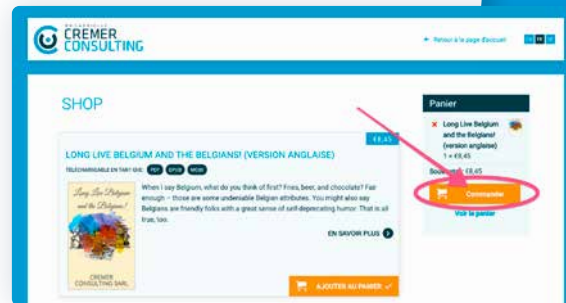 CREMER
CONSULTING
Retour à la page d'accueil
SHOP
€8,45
LONG LIVE BELGIUM AND THE BELGIANS! (VERSION ANGLAISE)
TÉLÉCHARGEABLE EN TANT QUE: PDF EPUB MOBI
When I say Belgium, what do you think of first? Fries, beer, and chocolate? Fair
enough – those are some undeniable Belgian attributes. You might also say
Belgians are friendly folks with a great sense of self-deprecating humor. That is all
true, too.
EN SAVOIR PLUS
Long Live Belgium
and the Belgians!
CREMER
CONSULTING SARL
AJOUTER AU PANIER
Panier
× Long Live Belgium
and the Belgians!
(version anglaise)
1 × €8,45
€8,45
Commander
Voir le panier